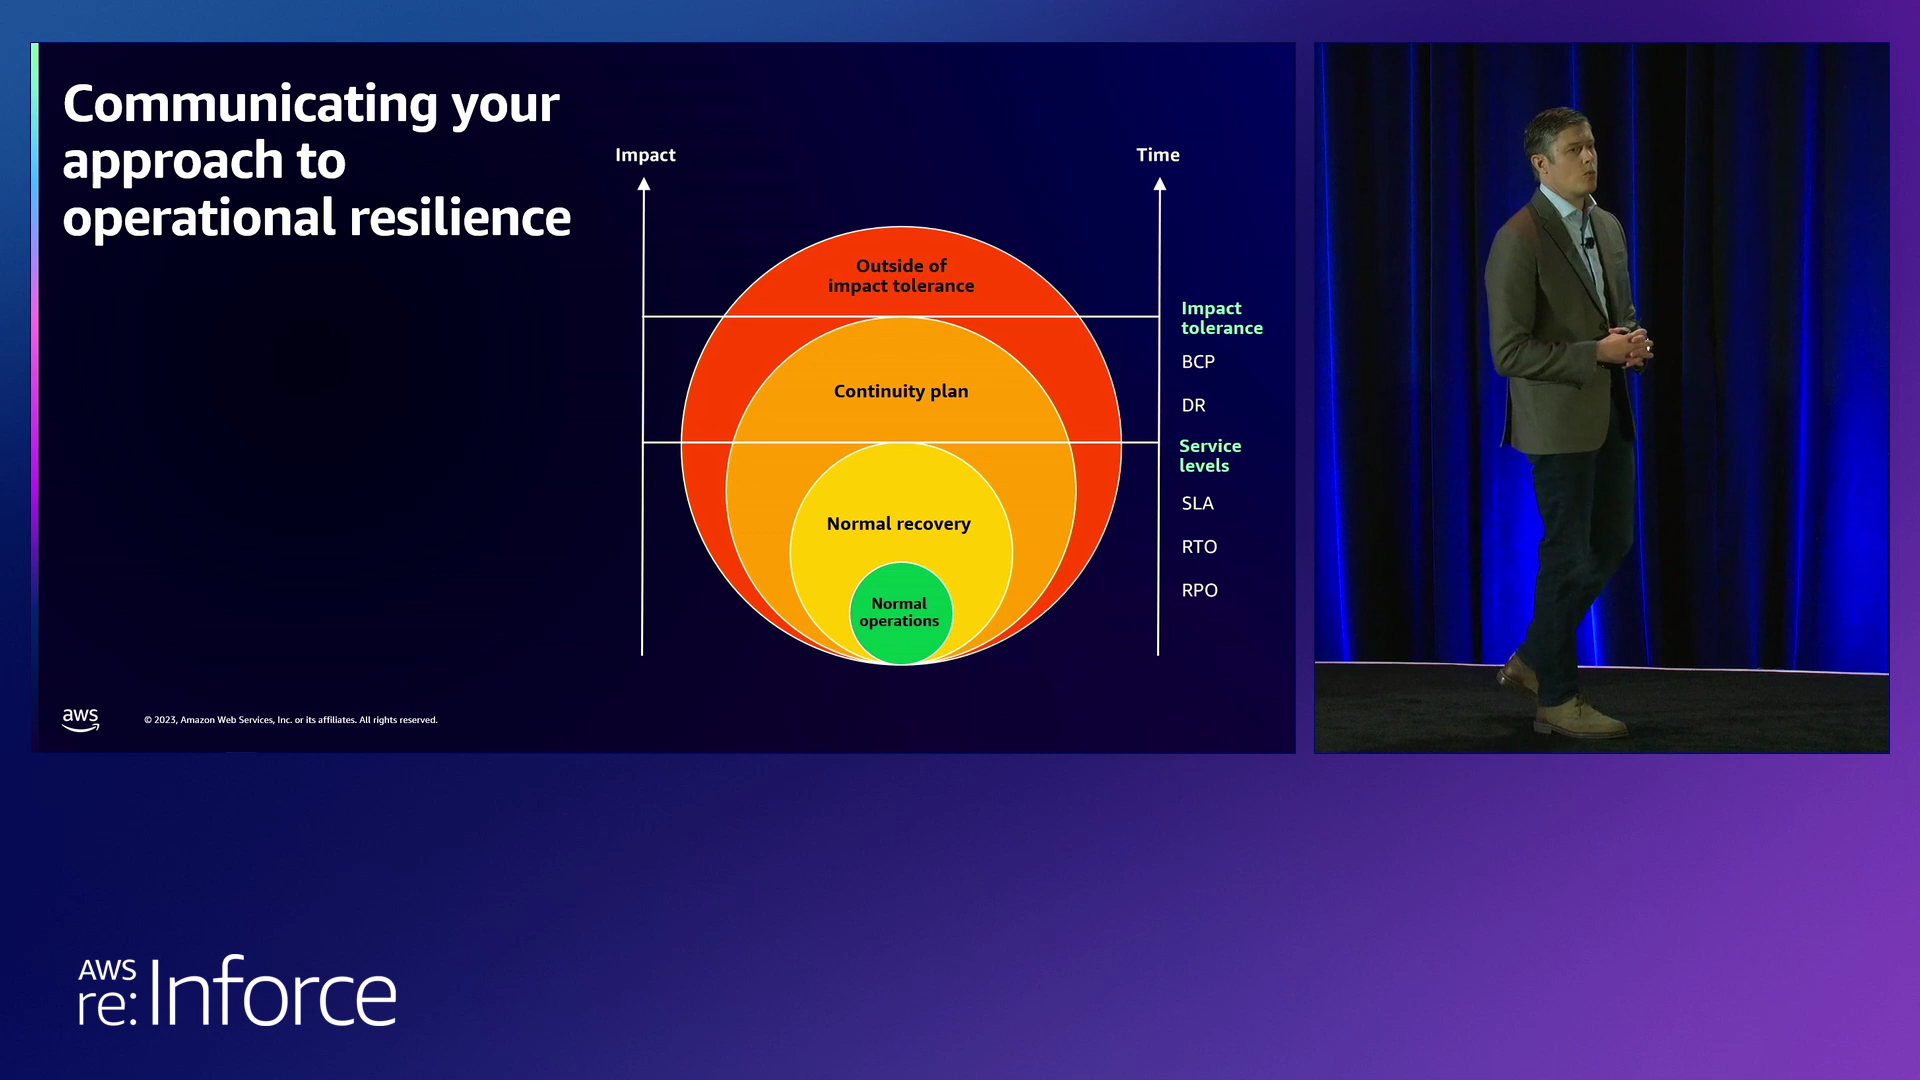 Communicating your
approach to
operational resilience
Impact
Time
Outside of
impact tolerance
Continuity plan
Normal recovery
Normal
operations
Impact
tolerance
BCP
DR
Service
levels
SLA
RTO
RPO
aws
© 2023, Amazon Web Services, Inc. or its affiliates. All rights reserved.
AWS
re:Inforce